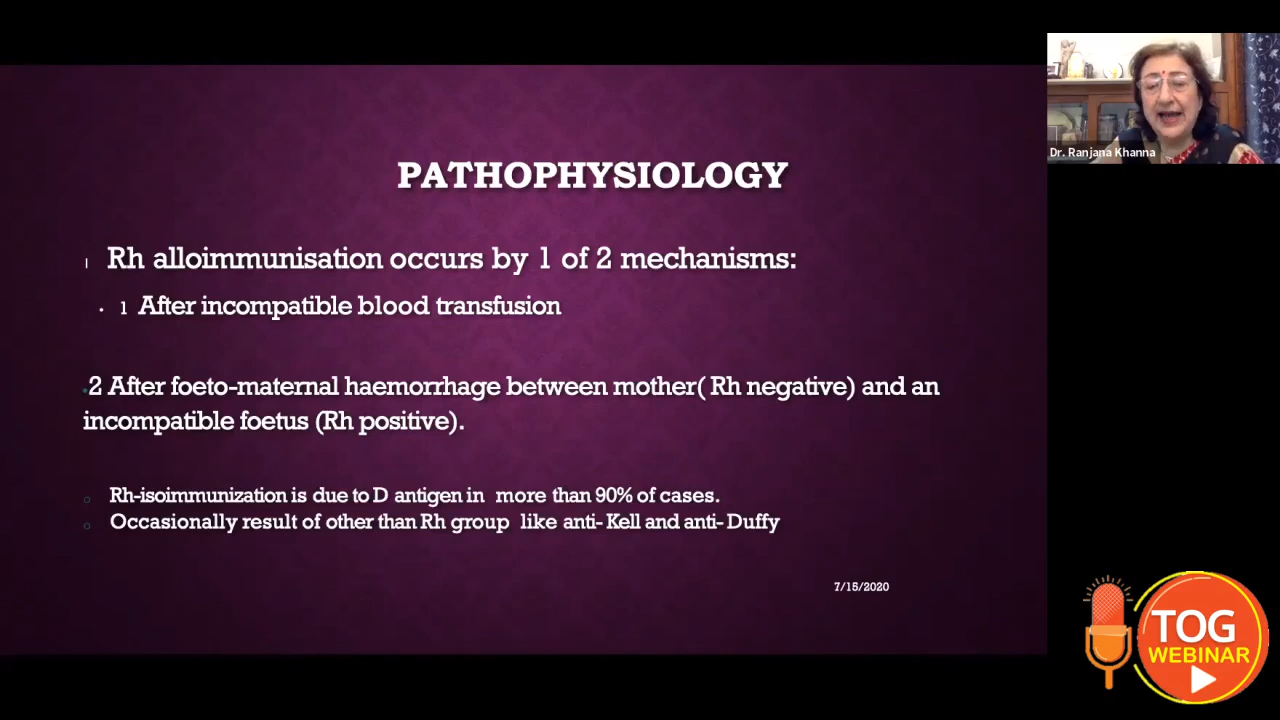 PATHOPHYSIOLOGY
Rh alloimmunisation occurs by 1 of 2 mechanisms:
• 1 After incompatible blood transfusion
•2 After foeto-maternal haemorrhage between mother( Rh negative) and an
incompatible foetus (Rh positive).
o Rh-isoimmunization is due to D antigen in more than 90% of cases.
o Occasionally result of other than Rh group like anti- Kell and anti- Duffy
7/15/2020
Dr. Ranjana Khanna
TOG
WEBINAR